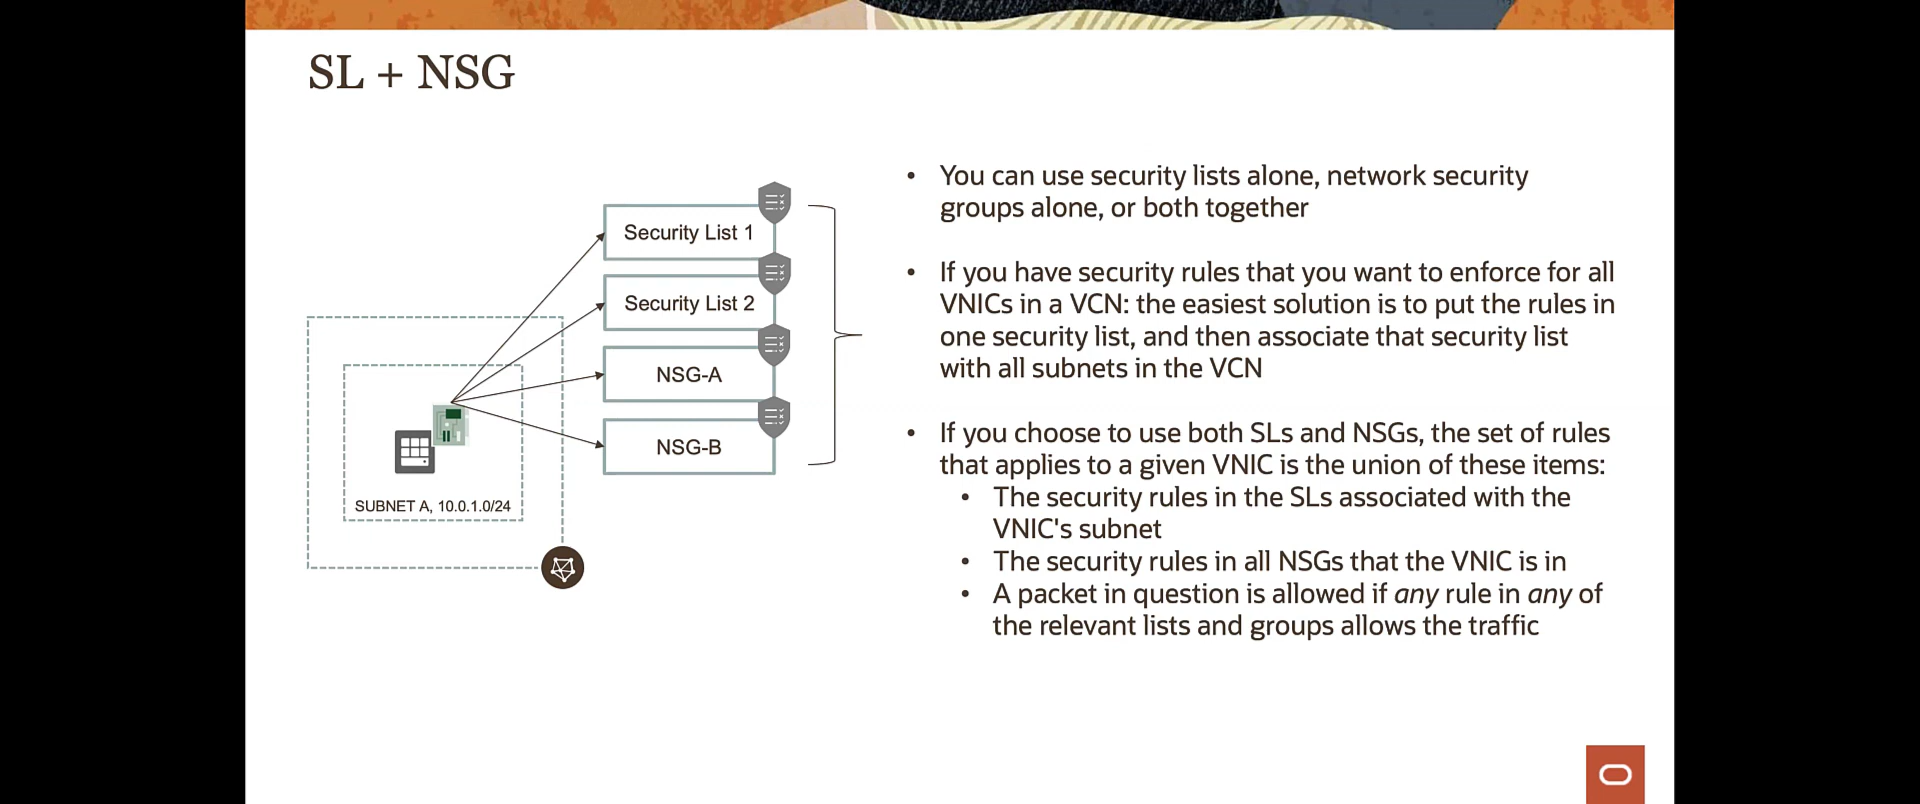 SL + NSG
Security List 1
Security List 2
NSG-A
NSG-B
SUBNET A, 10.0.1.0/24
• You can use security lists alone, network security
groups alone, or both together
• If you have security rules that you want to enforce for all
VNICs in a VCN: the easiest solution is to put the rules in
one security list, and then associate that security list
with all subnets in the VCN
• If you choose to use both SLs and NSGs, the set of rules
that applies to a given VNIC is the union of these items:
• The security rules in the SLs associated with the
VNIC's subnet
• The security rules in all NSGs that the VNIC is in
• A packet in question is allowed if any rule in any of
the relevant lists and groups allows the traffic